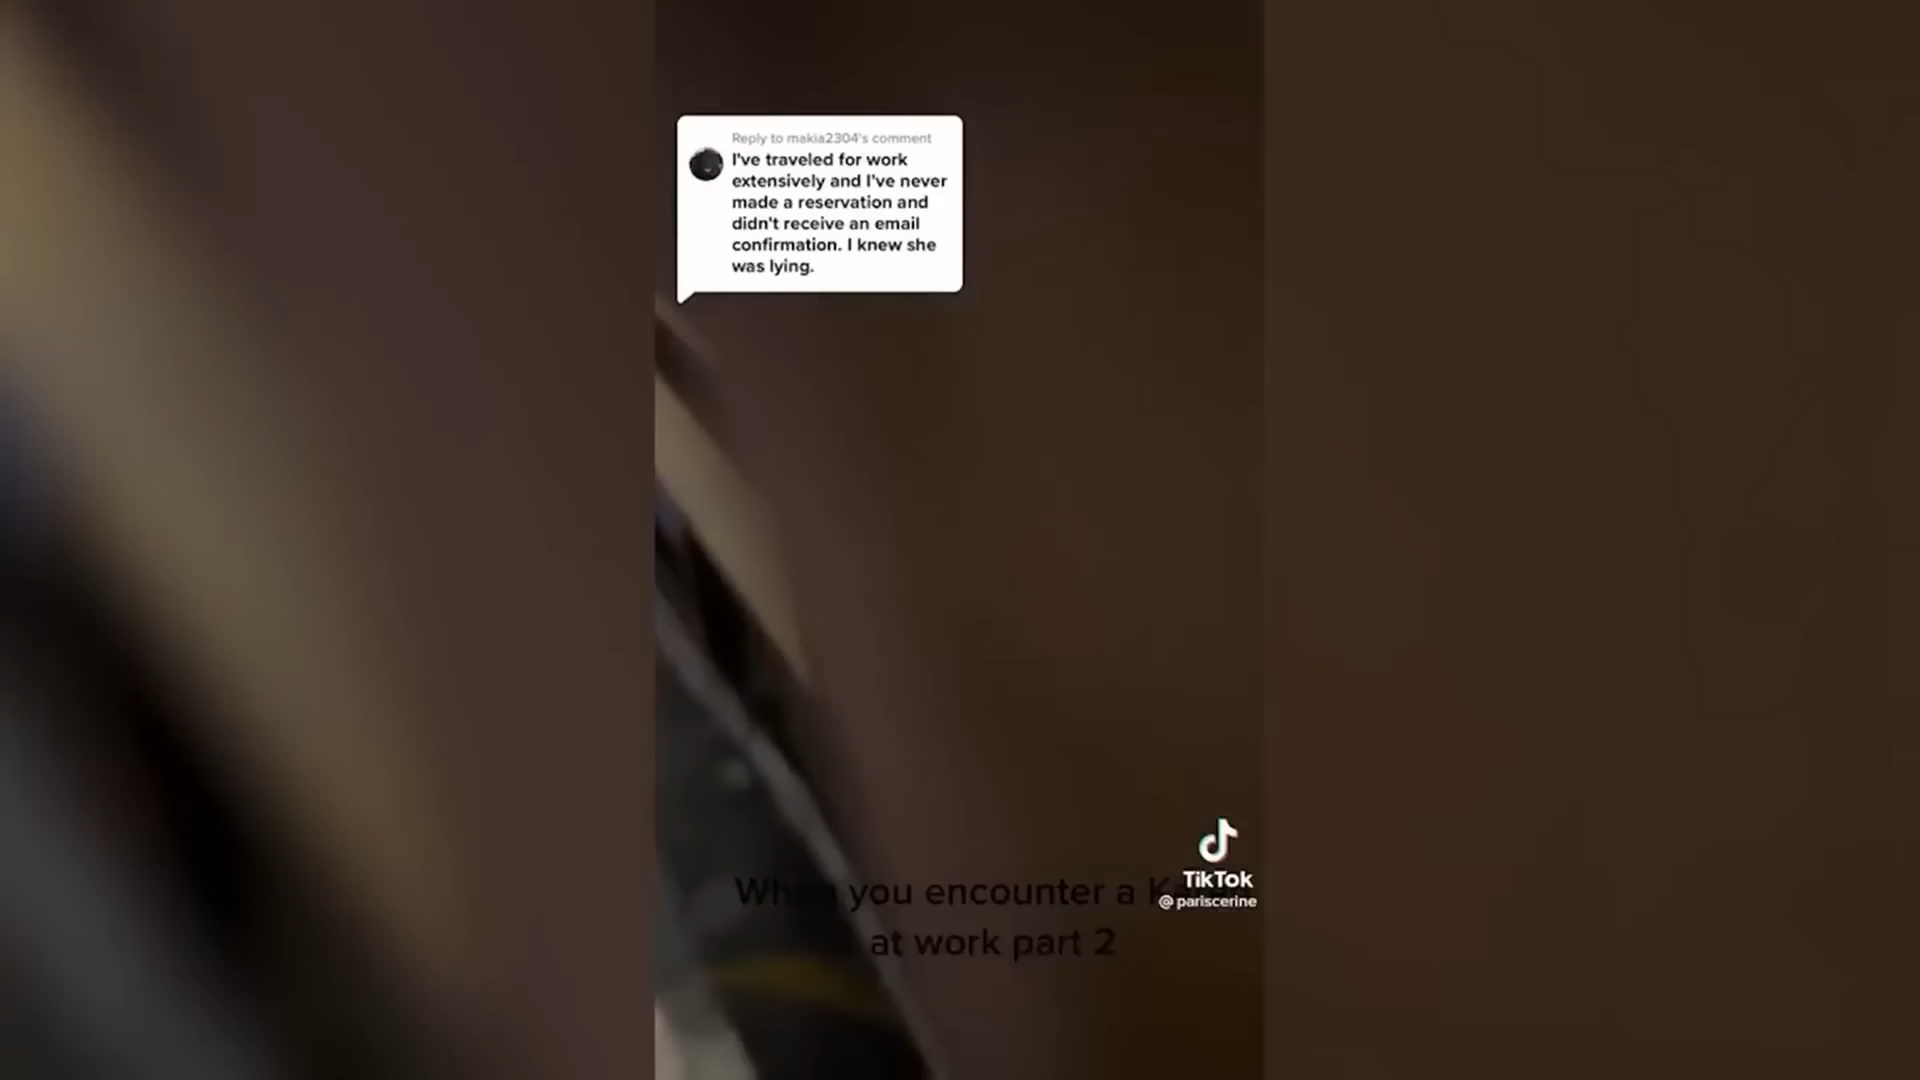 Reply to makia2304's comment
I've traveled for work
extensively and I've never
made a reservation and
didn't receive an email
confirmation. I knew she
was lying.
TikTok
@pariscerine
you encounter a
at work part 2